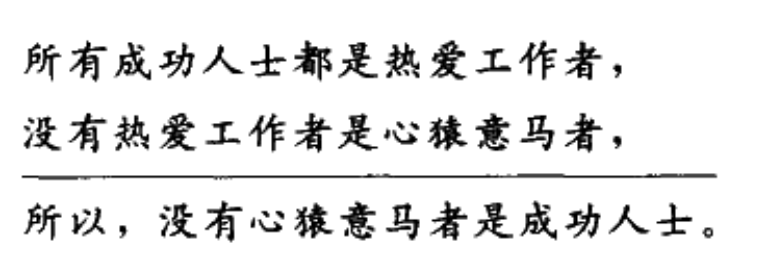 所有成功人士都是热爱工作者，
没有热爱工作者是心猿意马者，
所以，没有心猿意马者是成功人士。